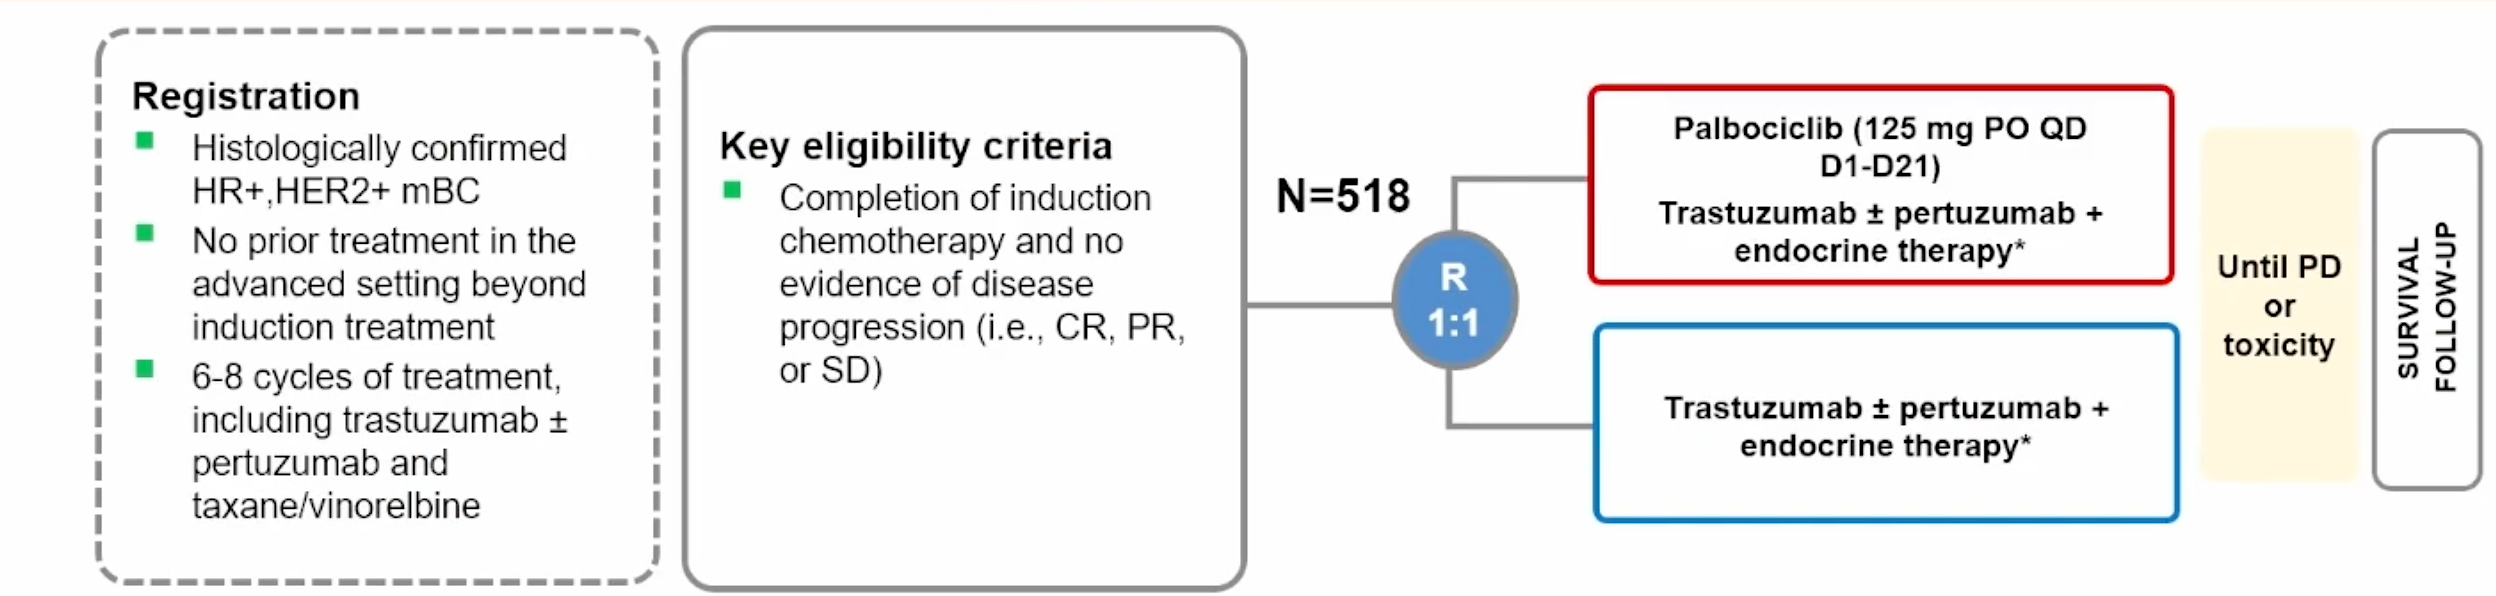 Registration
Histologically confirmed
HR+,HER2+ mBC
No prior treatment in the
advanced setting beyond
induction treatment
6-8 cycles of treatment,
including trastuzumab ±
pertuzumab and
taxane/vinorelbine
Key eligibility criteria
Completion of induction
chemotherapy and no
evidence of disease
progression (i.e., CR, PR,
or SD)
N=518
R
1:1
Palbociclib (125 mg PO QD
D1-D21)
Trastuzumab ± pertuzumab +
endocrine therapy*
Trastuzumab ± pertuzumab +
endocrine therapy*
Until PD
or
toxicity
SURVIVAL
FOLLOW-UP